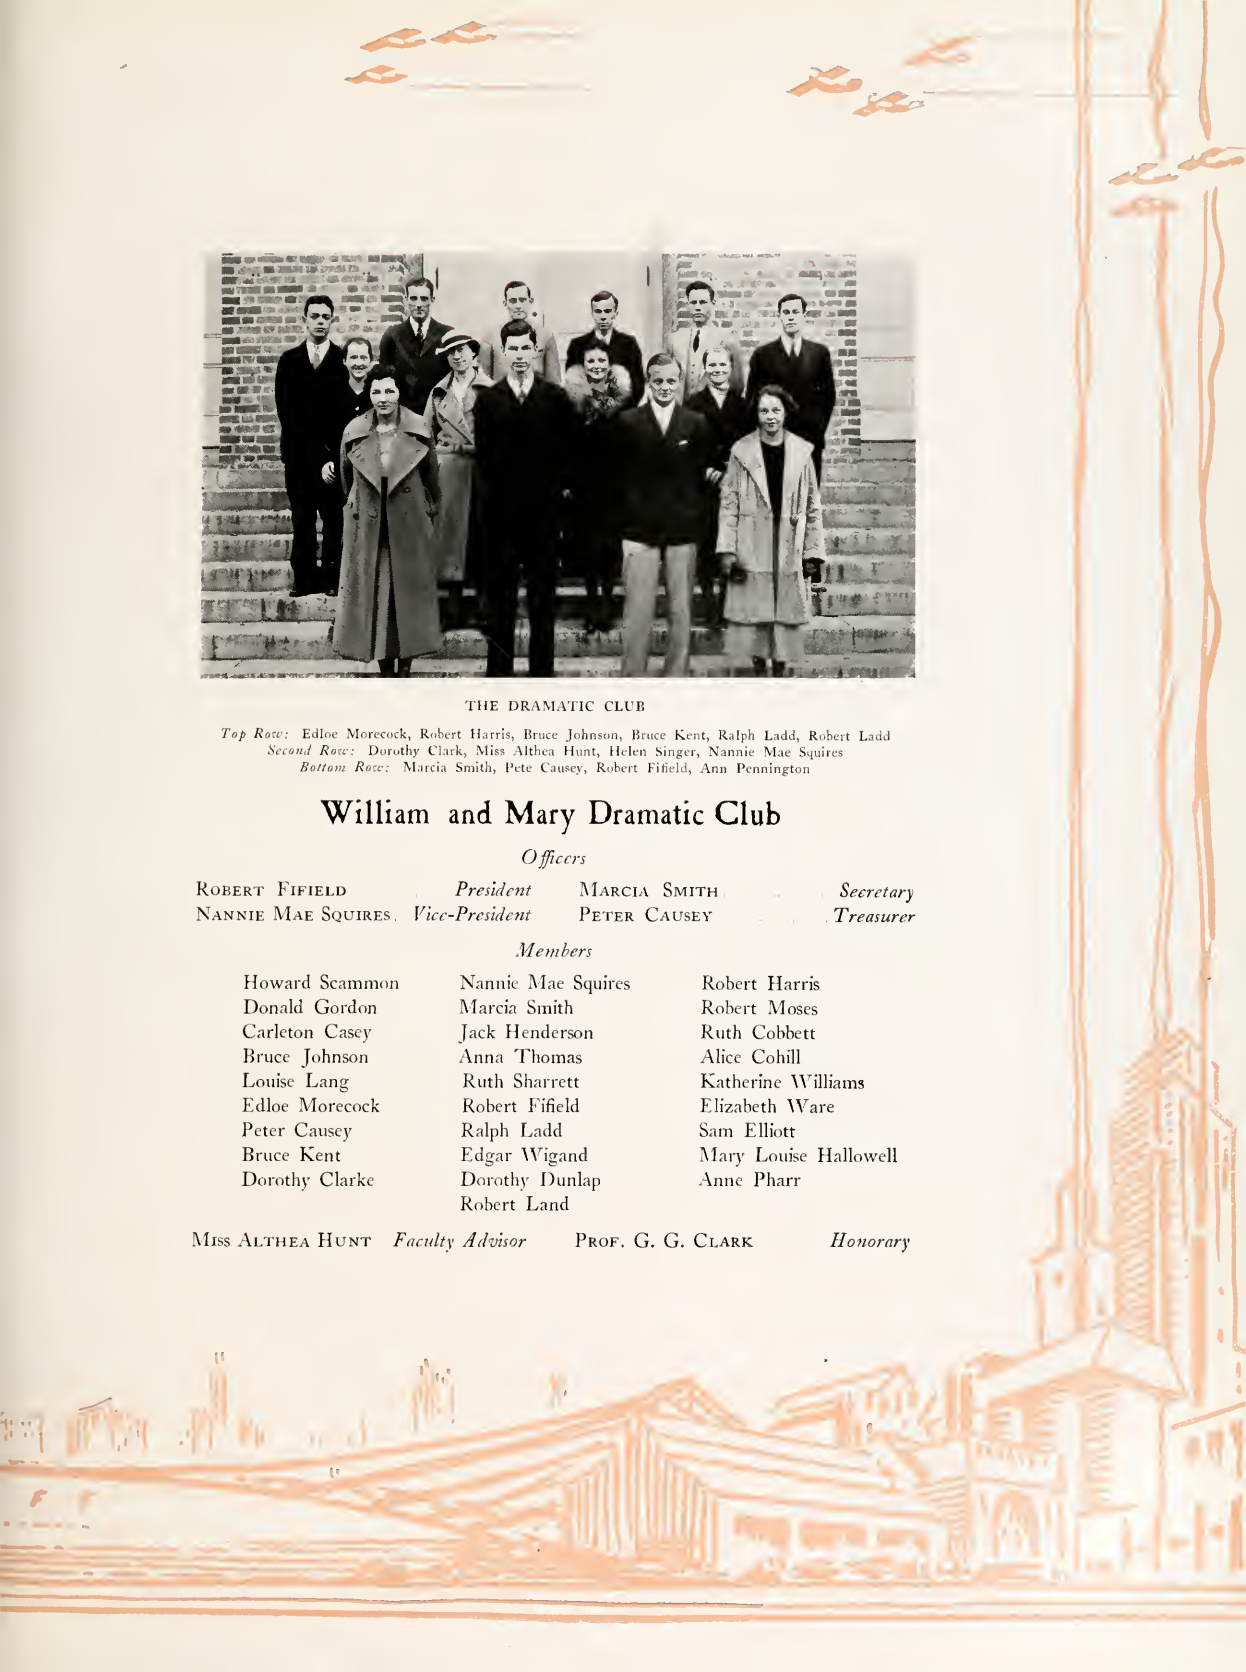 THE DRAMATIC CLUB
Top Row: Edloe Morecock, Robert Harris, Bruce Johnson, Bruce Kent, Ralph Ladd, Robert Ladd
Second Row: Dorothy Clark, Miss Althea Hunt, Helen Singer, Nannie Mae Squires
Bottom Row: Marcia Smith, Pete Causey, Robert Fifield, Ann Pennington
William and Mary Dramatic Club
Officers
ROBERT FIFIELD President MARCIA SMITH Secretary
NANNIE MAE SQUIRES Vice-President PETER CAUSEY Treasurer
Members
Howard Scammon Nannie Mae Squires Robert Harris
Donald Gordon Marcia Smith Robert Moses
Carleton Casey Jack Henderson Ruth Cobbett
Bruce Johnson Anna Thomas Alice Cohill
Louise Lang Ruth Sharrett Katherine Williams
Edloe Morecock Robert Fifield Elizabeth Ware
Peter Causey Ralph Ladd Sam Elliott
Bruce Kent Edgar Wigand Mary Louise Hallowell
Dorothy Clarke Dorothy Dunlap Anne Pharr
Robert Land
MISS ALTHEA HUNT Faculty Advisor PROF. G. G. CLARK Honorary